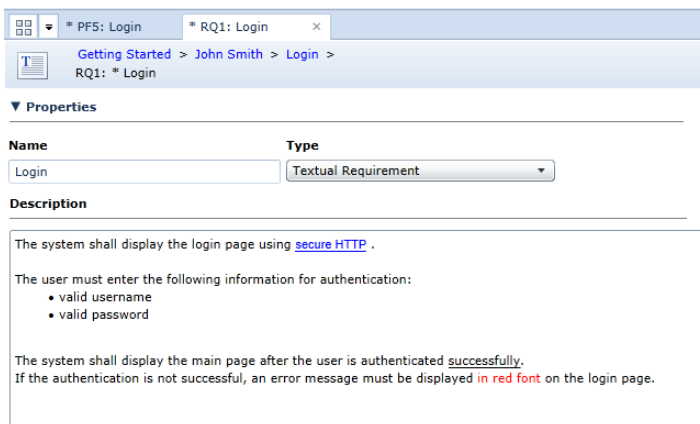 * PF5: Login    * RQ1: Login ×
Getting Started > John Smith > Login >
RQ1: * Login
▼ Properties
Name    Type
Login    Textual Requirement
Description
The system shall display the login page using secure HTTP .
The user must enter the following information for authentication:
• valid username
• valid password
The system shall display the main page after the user is authenticated successfully.
If the authentication is not successful, an error message must be displayed in red font on the login page.